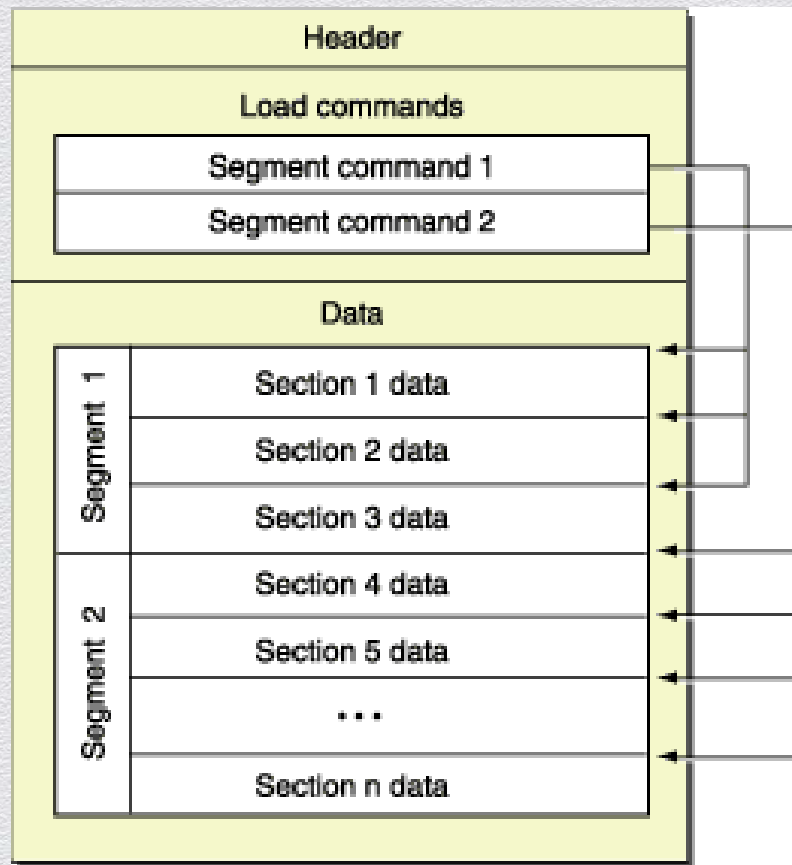 Header
Load commands
Segment command 1
Segment command 2
Data
Segment 1
Section 1 data
Section 2 data
Section 3 data
Segment 2
Section 4 data
Section 5 data
...
Section n data